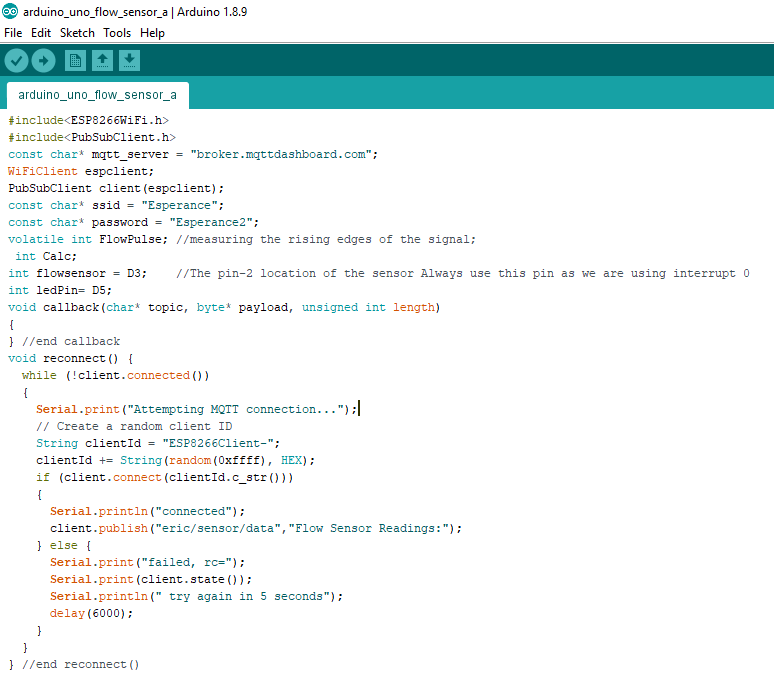 arduino_uno_flow_sensor_a | Arduino 1.8.9
File Edit Sketch Tools Help
arduino_uno_flow_sensor_a
#include<ESP8266WiFi.h>
#include<PubSubClient.h>
const char* mqtt_server = "broker.mqttdashboard.com";
WiFiClient espclient;
PubSubClient client(espclient);
const char* ssid = "Esperance";
const char* password = "Esperance2";
volatile int FlowPulse; //measuring the rising edges of the signal;
 int Calc;
int flowsensor = D3;    //The pin-2 location of the sensor Always use this pin as we are using interrupt 0
int ledPin= D5;
void callback(char* topic, byte* payload, unsigned int length)
{
} //end callback
void reconnect() {
  while (!client.connected())
  {
    Serial.print("Attempting MQTT connection...");
    // Create a random client ID
    String clientId = "ESP8266Client-";
    clientId += String(random(0xffff), HEX);
    if (client.connect(clientId.c_str()))
    {
      Serial.println("connected");
      client.publish("eric/sensor/data","Flow Sensor Readings:");
    } else {
      Serial.print("failed, rc=");
      Serial.print(client.state());
      Serial.println(" try again in 5 seconds");
      delay(6000);
    }
  }
} //end reconnect()